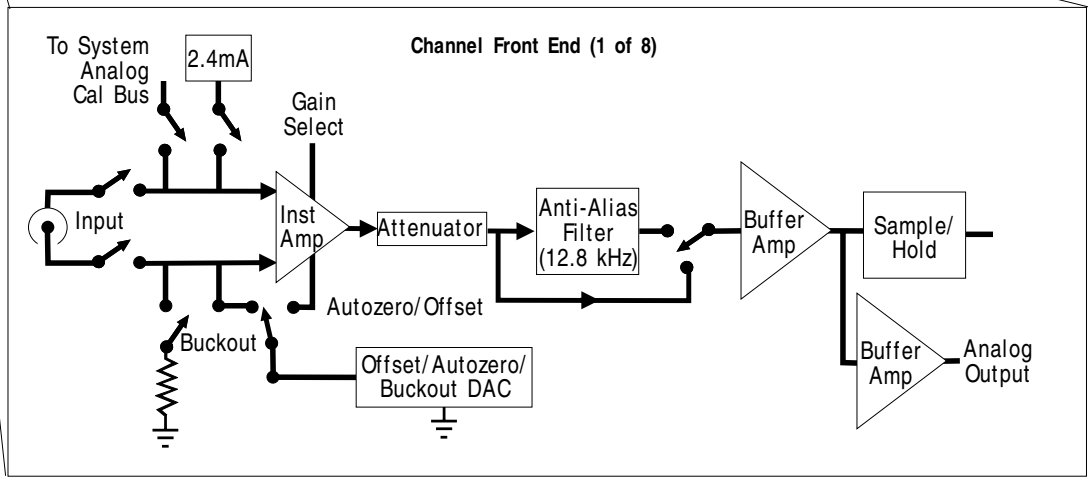 Channel Front End (1 of 8)
To System
Analog
Cal Bus
2.4mA
Gain
Select
Input
Inst
Amp
Attenuator
Anti-Alias
Filter
(12.8 kHz)
Buffer
Amp
Sample/
Hold
Autozero/Offset
Buckout
Offset/Autozero/
Buckout DAC
Buffer
Amp
Analog
Output